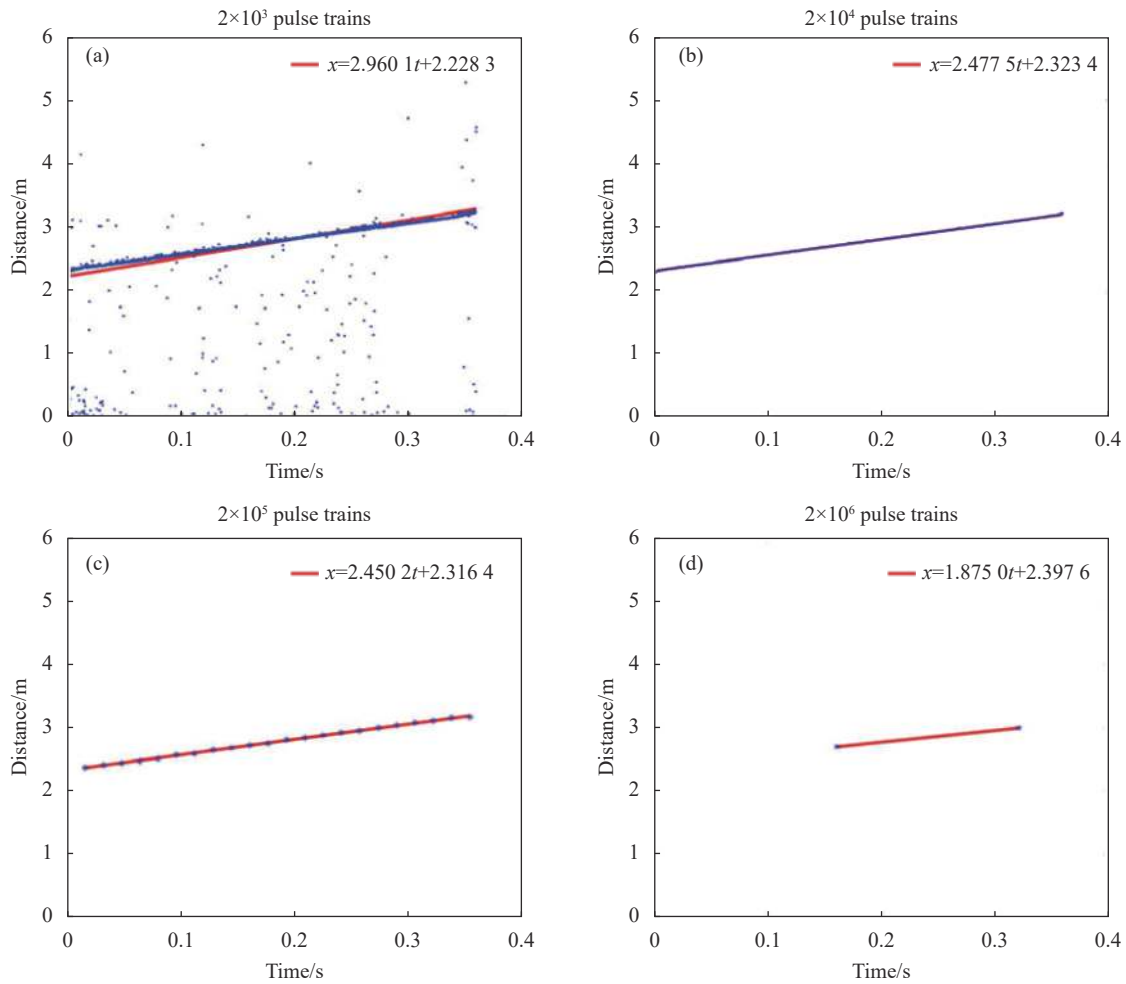 2×10³ pulse trains
6
(a)
x=2.960 1t+2.228 3
5
4
Distance/m
3
2
1
0
0 0.1 0.2 0.3 0.4
Time/s
2×10⁴ pulse trains
6
(b)
x=2.477 5t+2.323 4
5
4
Distance/m
3
2
1
0
0 0.1 0.2 0.3 0.4
Time/s
2×10⁵ pulse trains
6
(c)
x=2.450 2t+2.316 4
5
4
Distance/m
3
2
1
0
0 0.1 0.2 0.3 0.4
Time/s
2×10⁶ pulse trains
6
(d)
x=1.875 0t+2.397 6
5
4
Distance/m
3
2
1
0
0 0.1 0.2 0.3 0.4
Time/s